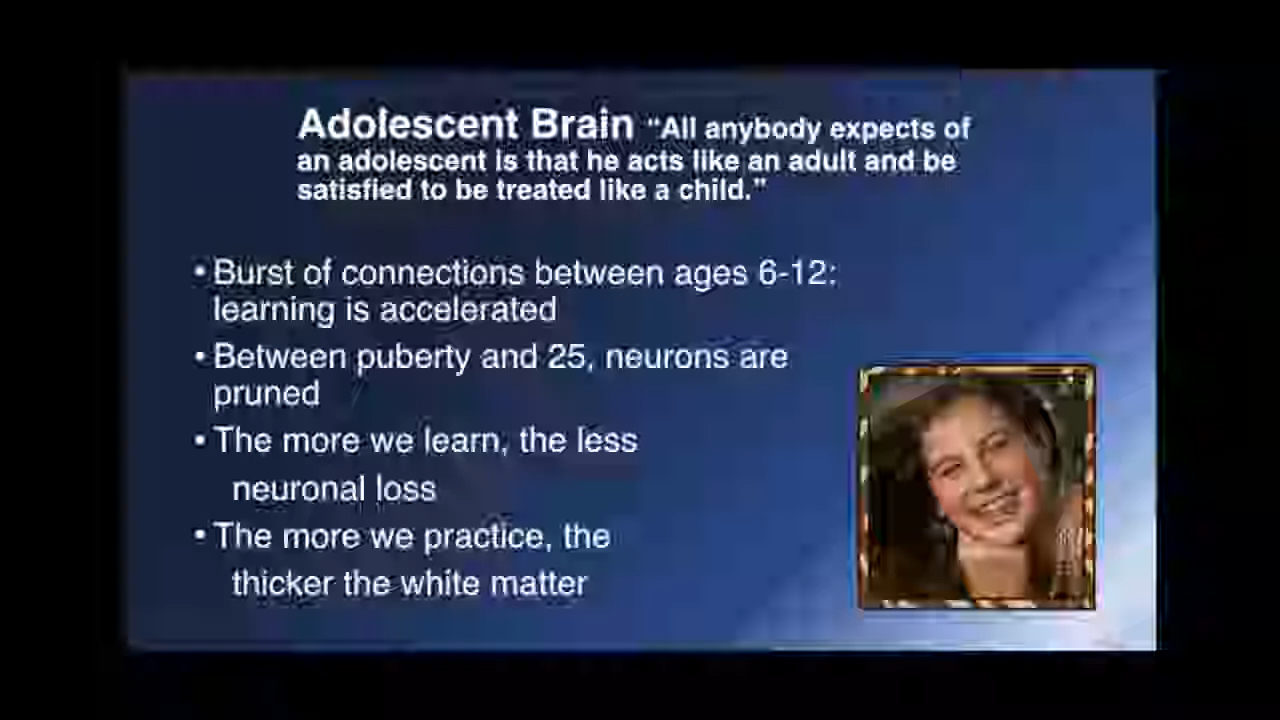 Adolescent Brain "All anybody expects of
an adolescent is that he acts like an adult and be
satisfied to be treated like a child."
• Burst of connections between ages 6-12:
learning is accelerated
• Between puberty and 25, neurons are
pruned
• The more we learn, the less
neuronal loss
• The more we practice, the
thicker the white matter